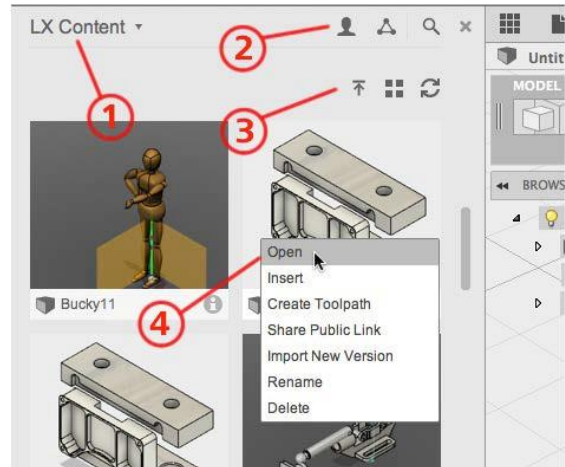 LX Content
2
Untit
1
3
MODEL
BROWS
Open
Insert
Bucky11
4
Create Toolpath
Share Public Link
Import New Version
Rename
Delete